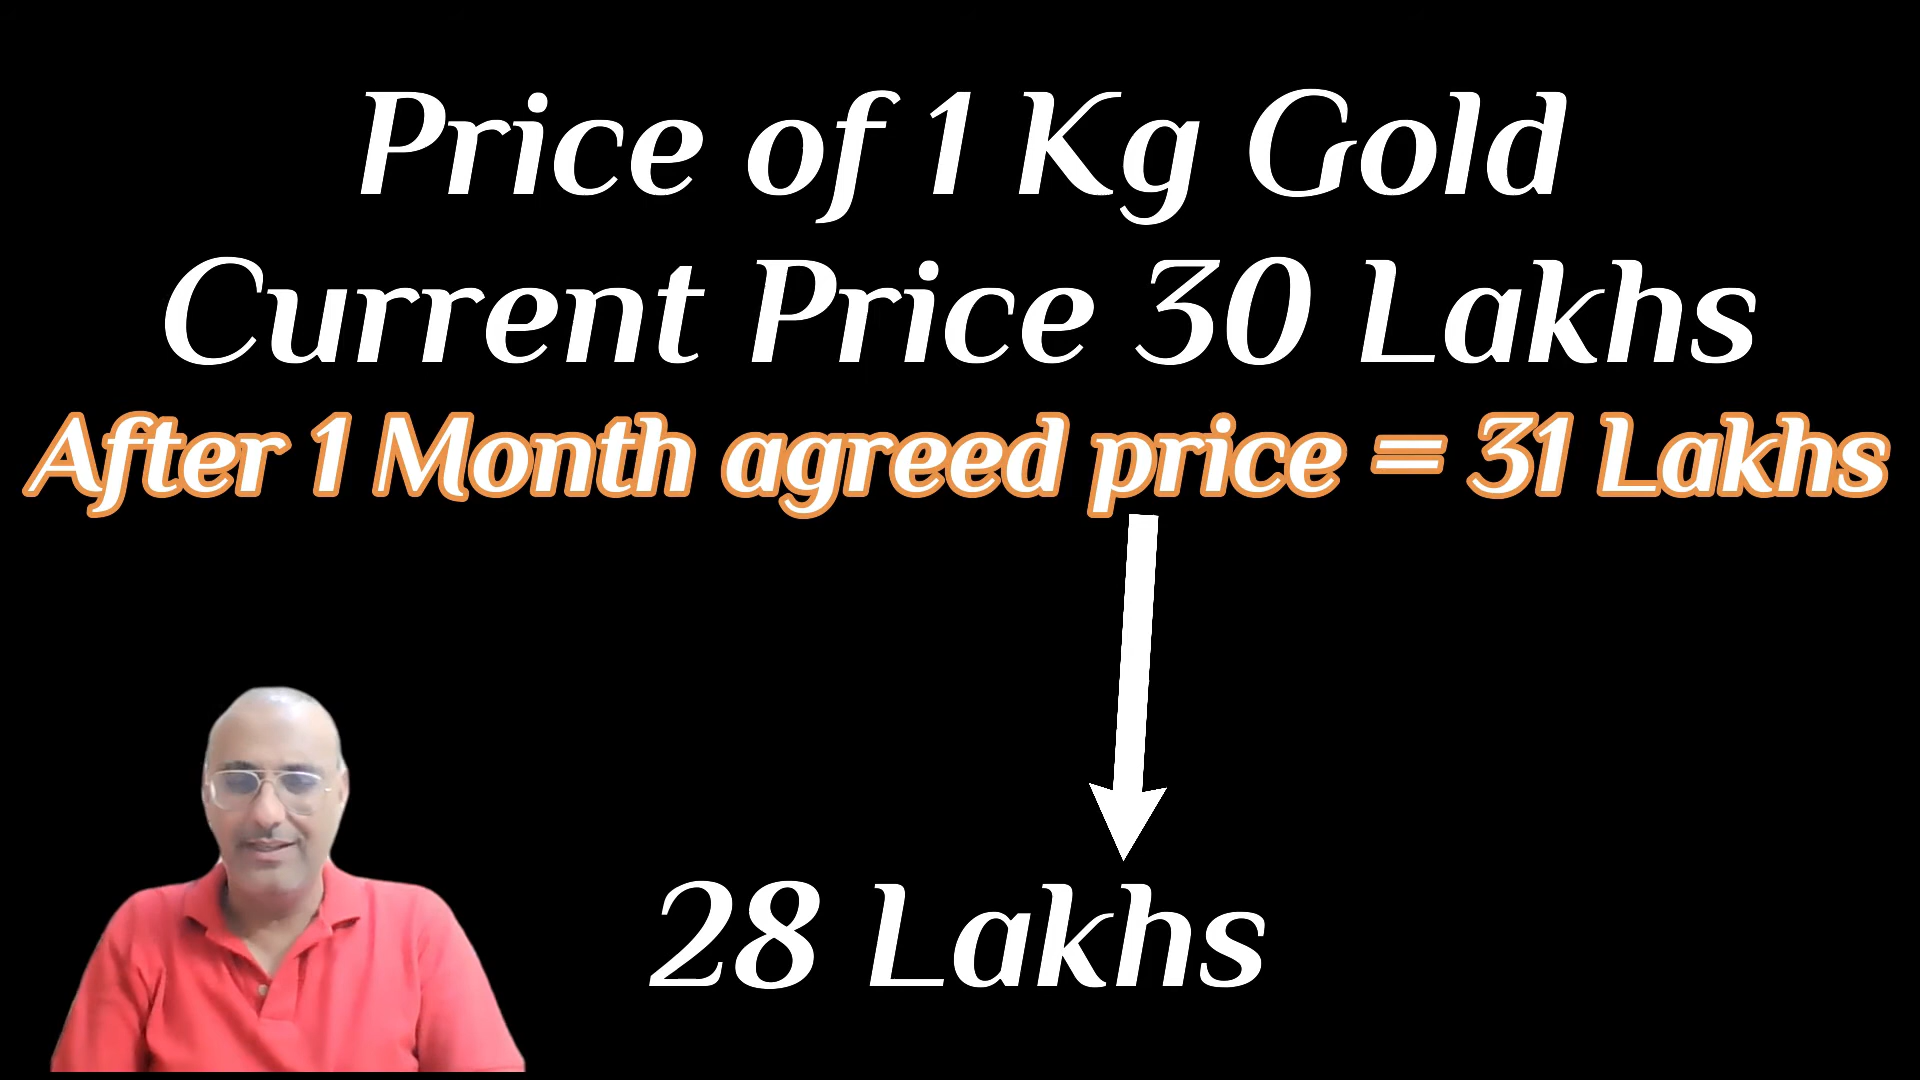 Price of 1 Kg Gold
Current Price 30 Lakhs
After 1 Month agreed price = 31 Lakhs
28 Lakhs